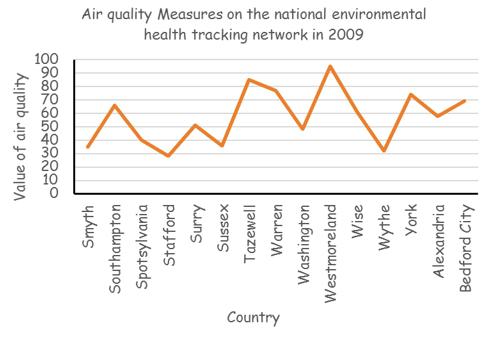 Air quality Measures on the national environmental
health tracking network in 2009
Value of air quality
100
90
80
70
60
50
40
30
20
10
0
Smyth
Southampton
Spotsylvania
Stafford
Surry
Sussex
Tazewell
Warren
Washington
Westmoreland
Wise
Wythe
York
Alexandria
Bedford City
Country